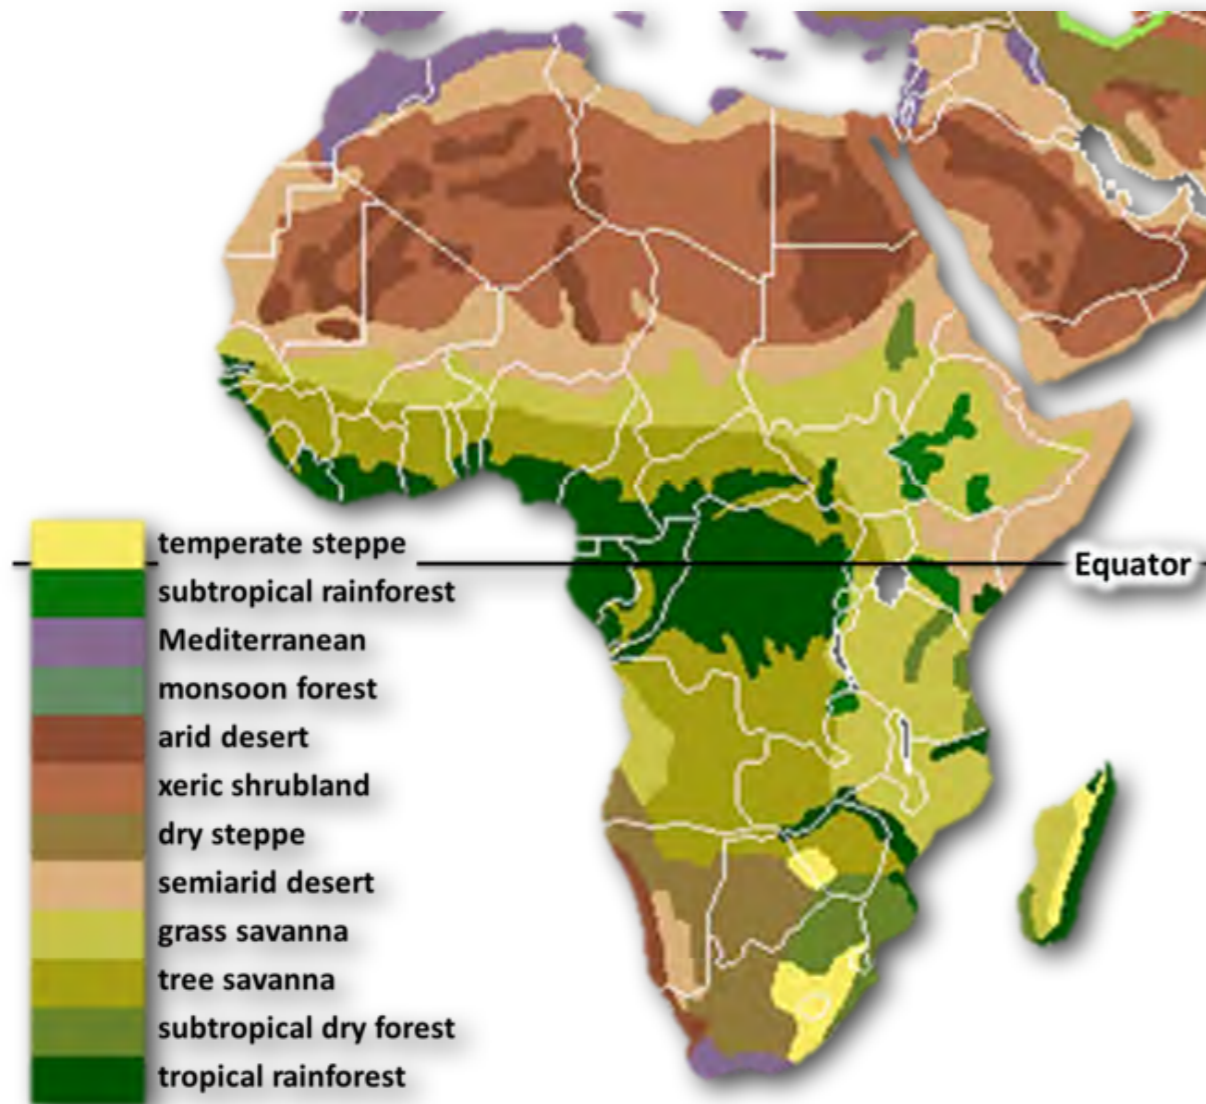 temperate steppe
Equator
subtropical rainforest
Mediterranean
monsoon forest
arid desert
xeric shrubland
dry steppe
semiarid desert
grass savanna
tree savanna
subtropical dry forest
tropical rainforest